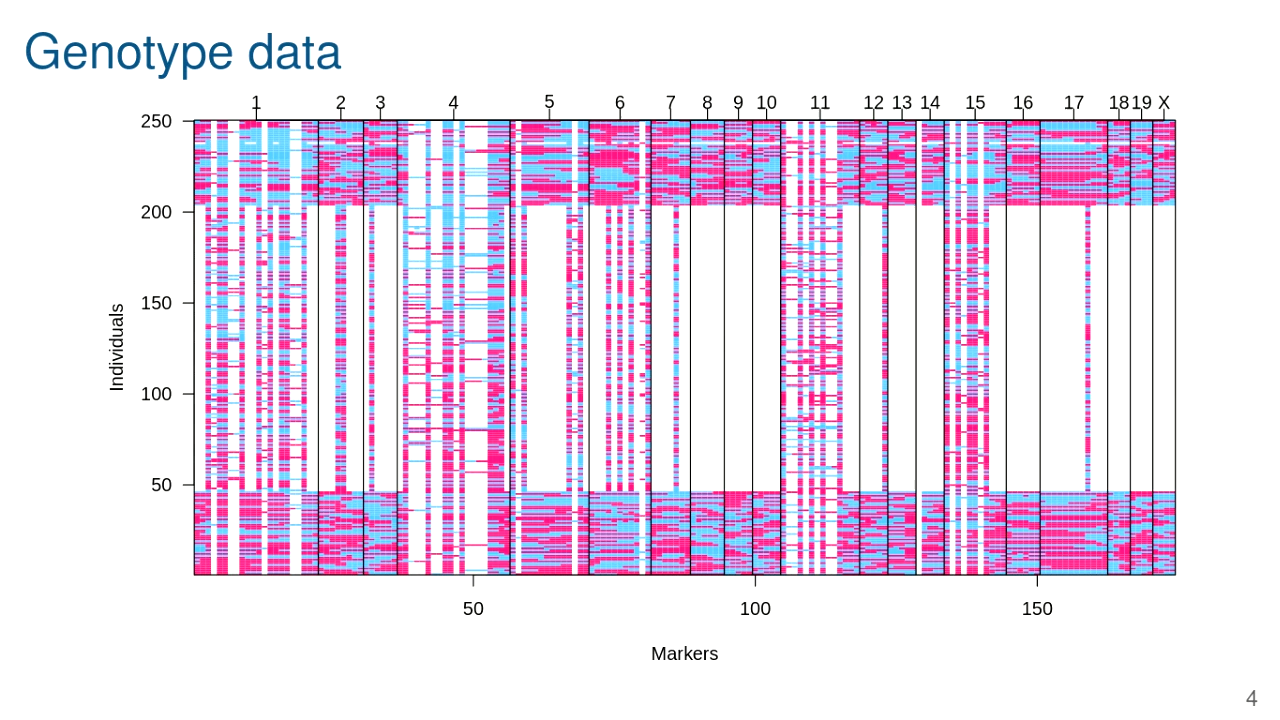 Genotype data
1 2 3 4 5 6 7 8 9 10 11 12 13 14 15 16 17 18 19 X
250
200
150
100
50
Individuals
50 100 150
Markers
4